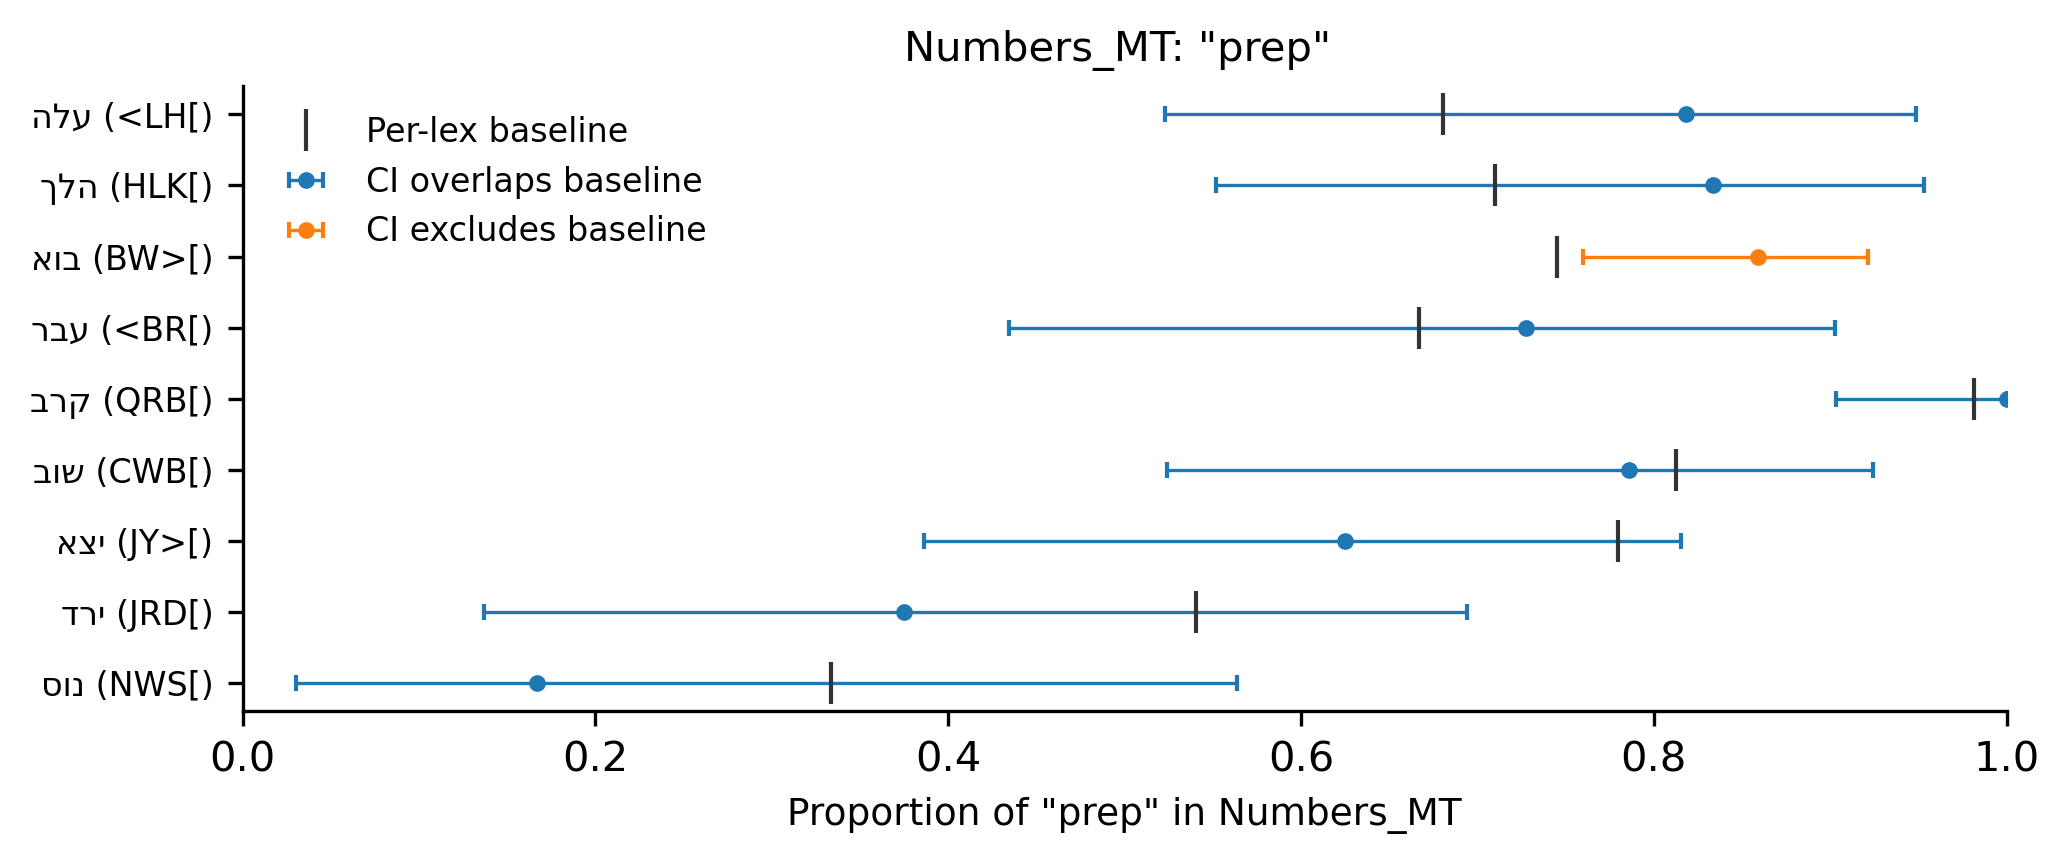 Numbers_MT: "prep"
Per-lex baseline
CI overlaps baseline
CI excludes baseline
עלה (<LH[)
הלך (HLK[)
בוא (BW>[)
עבר (<BR[)
קרב (QRB[)
שוב (CWB[)
יצא (JY>[)
ירד (JRD[)
נוס (NWS[)
0.0 0.2 0.4 0.6 0.8 1.0
Proportion of "prep" in Numbers_MT